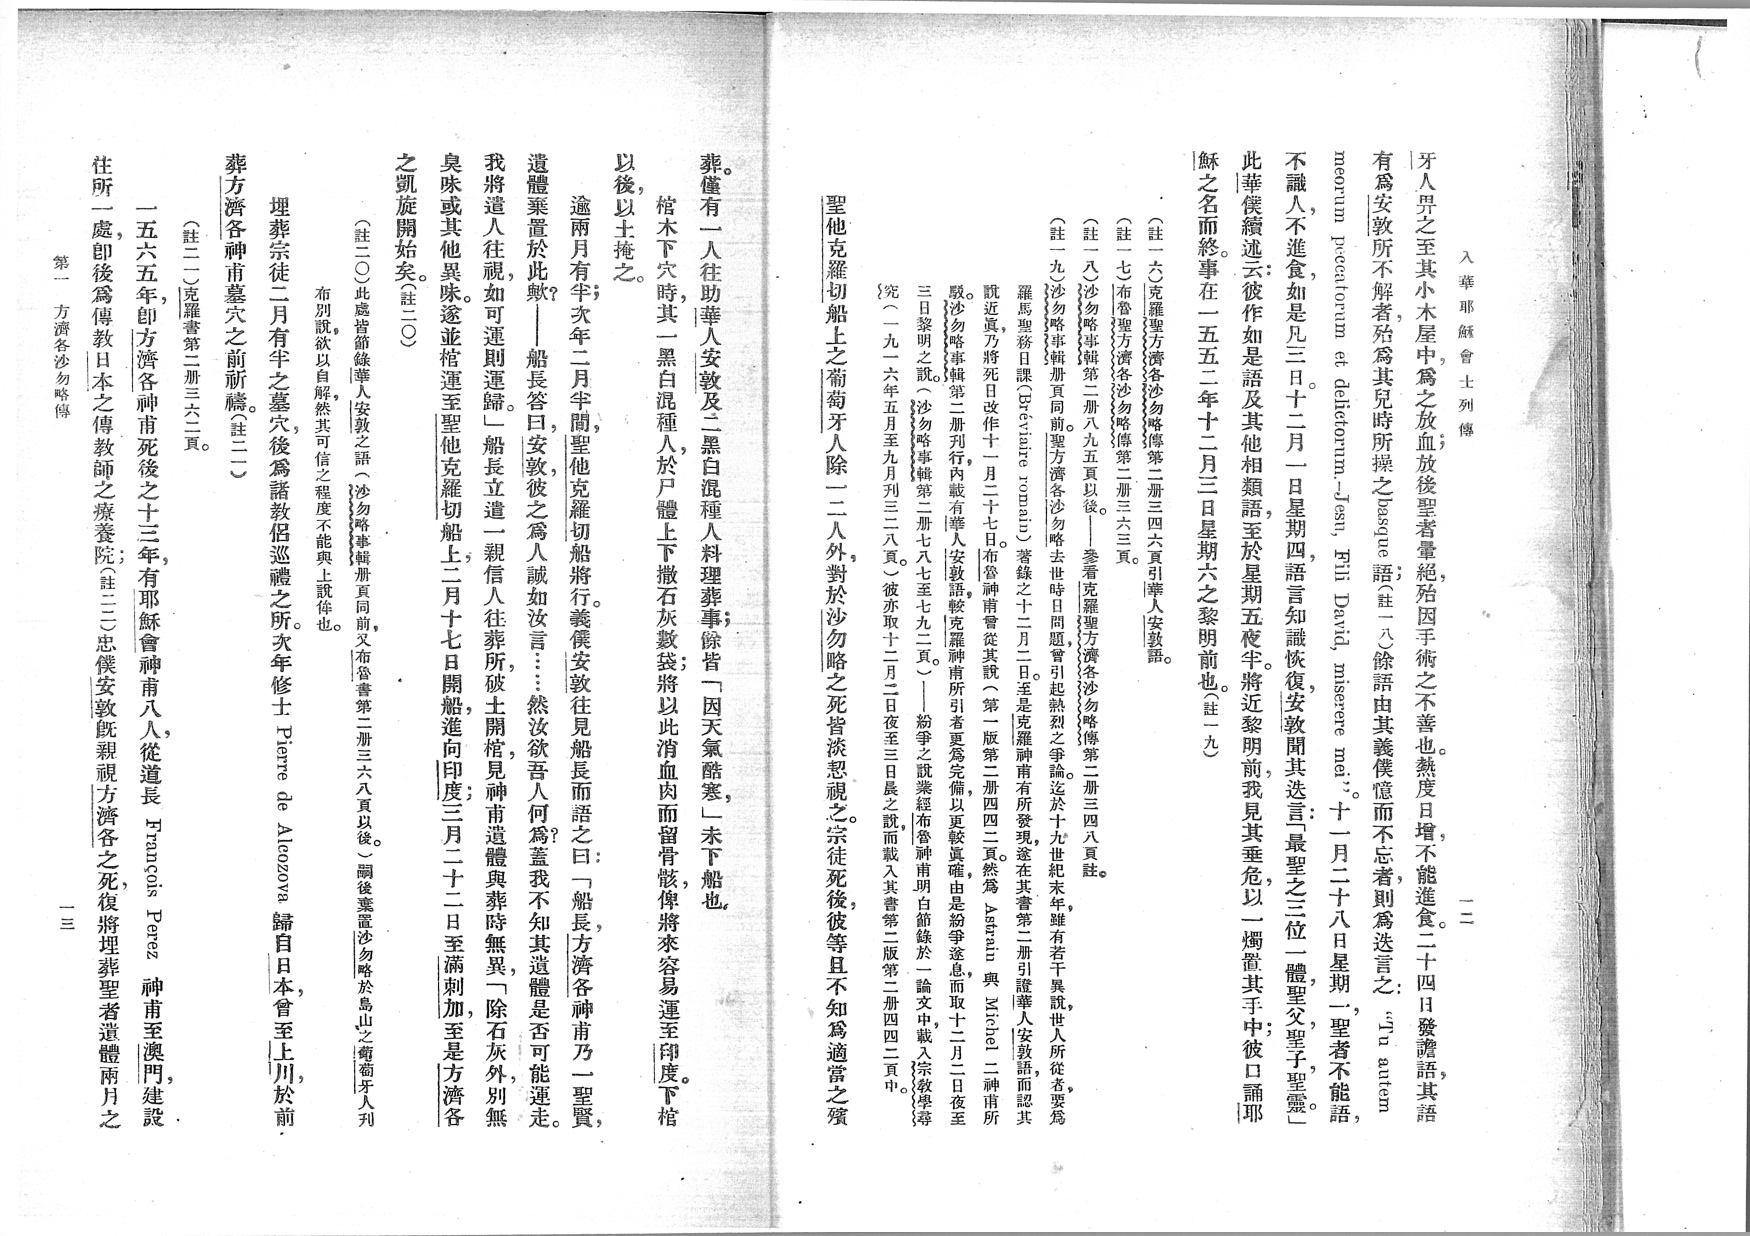 入華耶穌會士列傳
一二
牙人畀之至其小木屋中，爲之放血；放後聖者暈絕，殆因手術之不善也。熱度日增，不能進食。二十四日發譫語，其語
有爲安敦所不解者，殆爲其兒時所操之basque語；（註一八）餘語由其義僕憶而不忘者，則爲迭言之：“Tu autem
meorum peccatorum et delictorum.—Jesu, Fili David, miserere mei”。十一月二十八日星期一，聖者不能語，
不識人，不進食，如是凡三日。十二月一日星期四，語言知識恢復，安敦聞其迭言：「最聖之三位一體，聖父，聖子，聖靈。」
此華僕續述云：彼作如是語及其他相類語，至於星期五夜半。將近黎明前，我見其垂危，以一燭置其手中；彼口誦耶
穌之名而終。事在一五五二年十二月三日星期六之黎明前也。（註一九）
（註一六）克羅聖方濟各沙勿略傳第二册三四六頁引華人安敦語。
（註一七）布魯聖方濟各沙勿略傳第二册三六三頁。
（註一八）沙勿略事輯第二册八九五頁以後。——參看克羅聖方濟各沙勿略傳第二册三四八頁註。
（註一九）沙勿略事輯册頁同前。聖方濟各沙勿略去世時日問題，曾引起熱烈之爭論。迄於十九世紀末年，雖有若干異說，世人所從者，要爲
羅馬聖務日課（Bréviaire romain）著錄之十二月二日。至是克羅神甫有所發現，遂在其書第二册引證華人安敦語，而認其
說近眞，乃將死日改作十一月二十七日。布魯神甫曾從其說（第一版第二册四四二頁。）然爲 Astrain 與 Michel 二神甫所
駁。沙勿略事輯第二册刊行，內載有華人安敦語，較克羅神甫所引者更爲完備，以更較眞確，由是紛爭遂息，而取十二月二日夜至
三日黎明之說。（沙勿略事輯第二册七八七至七九二頁。）——紛爭之說業經布魯神甫明白節錄於一論文中，載入宗敎學尋
究（一九一六年五月至九月刊三二八頁。）彼亦取十二月二日夜至三日晨之說，而載入其書第二版第二册四四二頁中。
聖他克羅切船上之葡萄牙人除一二人外，對於沙勿略之死皆淡恝視之。宗徒死後，彼等且不知爲適當之殯
葬。僅有一人往助華人安敦及二黑白混種人料理葬事；餘皆「因天氣酷寒，」未下船也。
棺木下穴時，其一黑白混種人，於尸體上下撒石灰數袋；將以此消血肉而留骨骸，俾將來容易運至印度。下棺
以後，以土掩之。
逾兩月有半；次年二月半間，聖他克羅切船將行。義僕安敦往見船長而語之曰：「船長，方濟各神甫乃一聖賢，
遺體棄置於此歟？——船長答曰，安敦，彼之爲人誠如汝言……然汝欲吾人何爲？蓋我不知其遺體是否可能運走。
我將遣人往視，如可運則運歸。」船長立遣一親信人往葬所，破土開棺，見神甫遺體與葬時無異，「除石灰外，別無
臭味或其他異味。遂並棺運至聖他克羅切船上，二月十七日開船，進向印度；三月二十二日至滿剌加，至是方濟各
之凱旋開始矣。（註二〇）
（註二〇）此處皆節錄華人安敦之語（沙勿略事輯册頁同前，又布魯書第二册三六八頁以後。）嗣後棄置沙勿略於島山之葡萄牙人刊
布別說，欲以自解，然其可信之程度不能與上說侔也。
埋葬宗徒二月有半之墓穴，後爲諸敎侶巡禮之所。次年修士 Pierre de Alcozova 歸自日本，曾至上川，於前
葬方濟各神甫墓穴之前祈禱。（註二一）
（註二一）克羅書第二册三六二頁。
一五六五年，卽方濟各神甫死後之十三年，有耶穌會神甫八人，從道長 François Perez 神甫至澳門，建設
住所一處，卽後爲傳敎日本之傳敎師之療養院；（註二二）忠僕安敦旣親視方濟各之死，復將埋葬聖者遺體兩月之
第一　方濟各沙勿略傳
一三